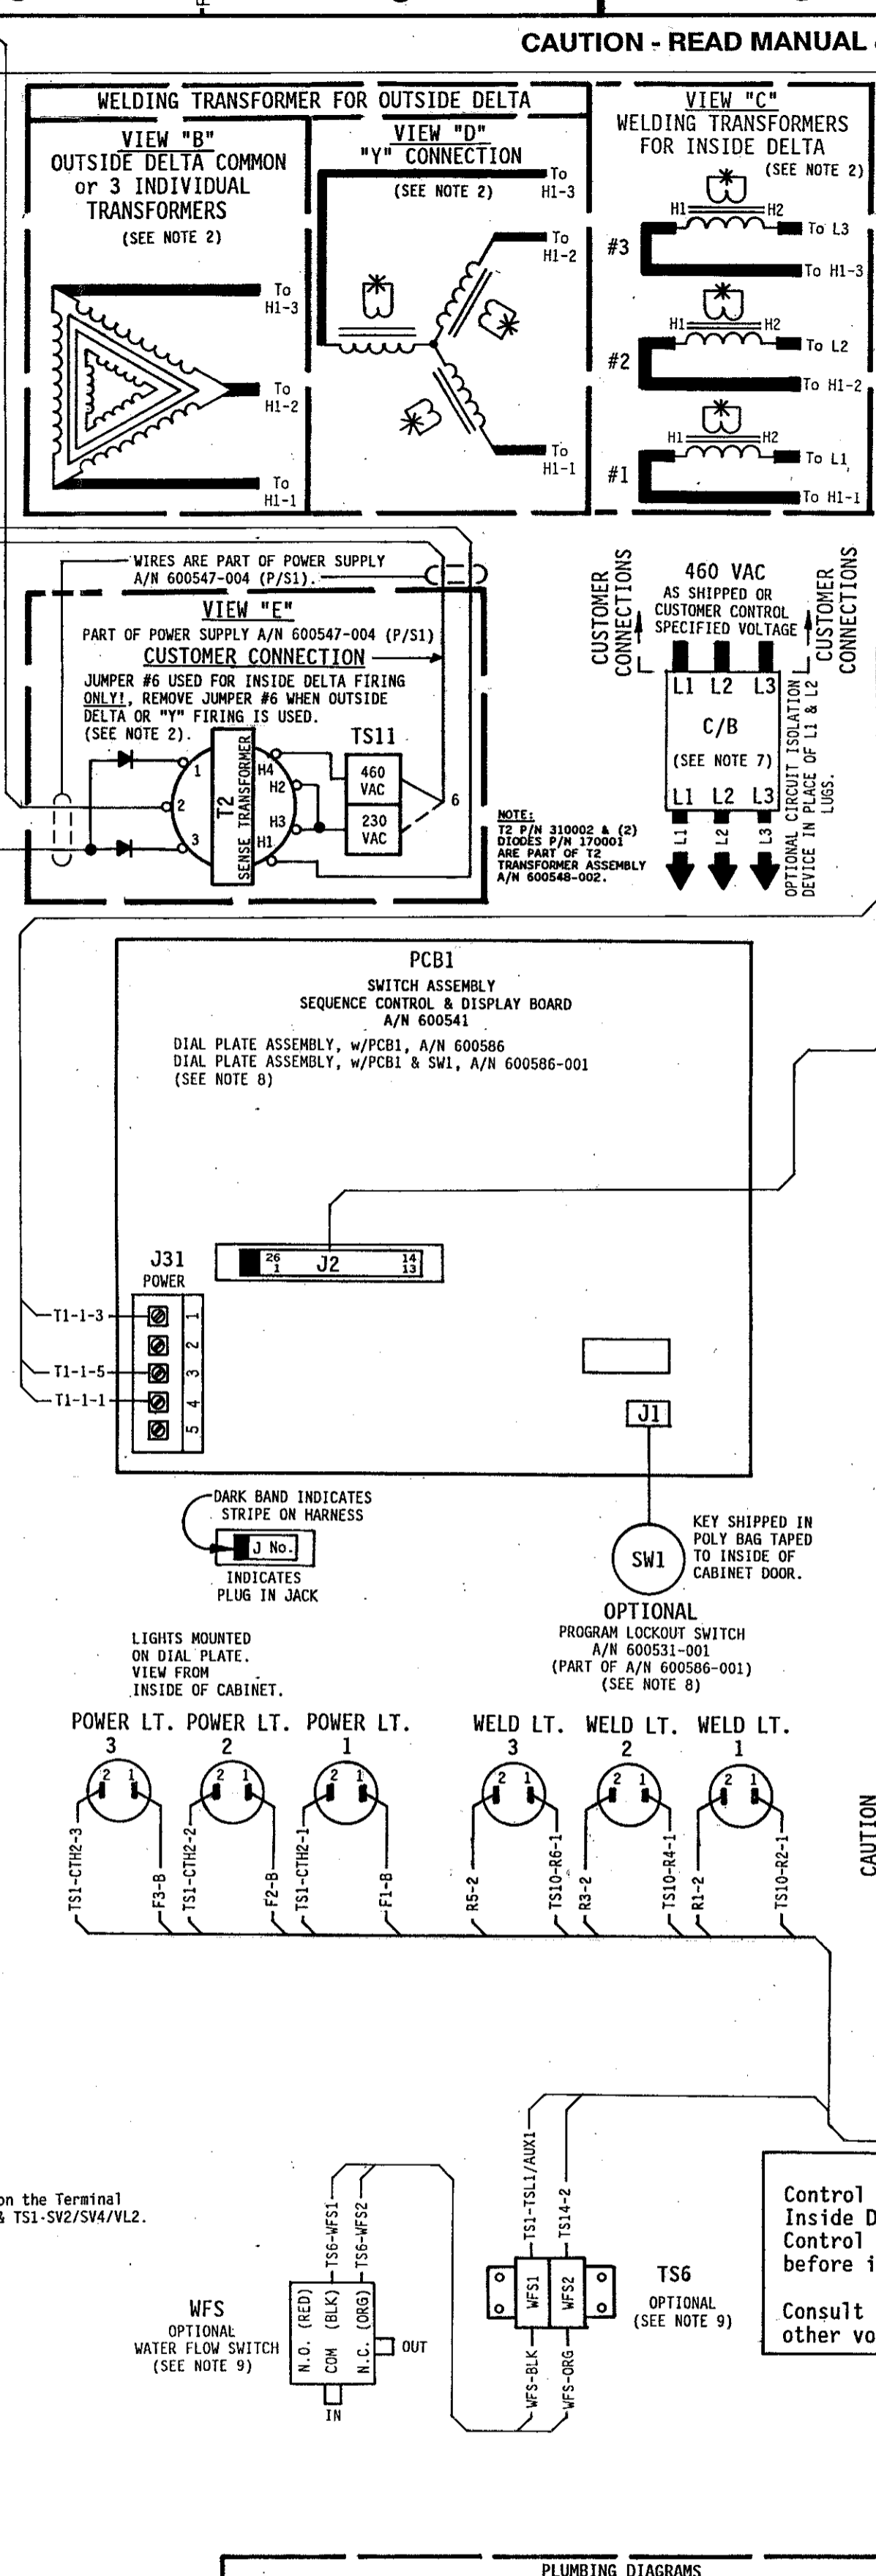 CAUTION - READ MANUAL
WELDING TRANSFORMER FOR OUTSIDE DELTA
VIEW "B"
OUTSIDE DELTA COMMON
or 3 INDIVIDUAL
TRANSFORMERS
(SEE NOTE 2)
To
H1-3
To
H1-2
To
H1-1
VIEW "D"
"Y" CONNECTION
(SEE NOTE 2)
To
H1-3
To
H1-2
To
H1-1
VIEW "C"
WELDING TRANSFORMERS
FOR INSIDE DELTA
(SEE NOTE 2)
#3
H1
H2
To L3
To H1-3
#2
H1
H2
To L2
To H1-2
#1
H1
H2
To L1
To H1-1
WIRES ARE PART OF POWER SUPPLY
A/N 600547-004 (P/S1).
VIEW "E"
PART OF POWER SUPPLY A/N 600547-004 (P/S1)
CUSTOMER CONNECTION
JUMPER #6 USED FOR INSIDE DELTA FIRING
ONLY!, REMOVE JUMPER #6 WHEN OUTSIDE
DELTA OR "Y" FIRING IS USED.
(SEE NOTE 2).
TS11
1
2
3
T2
SENSE TRANSFORMER
H4
H2
H3
H1
460
VAC
230
VAC
6
NOTE:
T2 P/N 310002 & (2)
DIODES P/N 170001
ARE PART OF T2
TRANSFORMER ASSEMBLY
A/N 600548-002.
CUSTOMER
CONNECTIONS
460 VAC
AS SHIPPED OR
CUSTOMER CONTROL
SPECIFIED VOLTAGE
CUSTOMER
CONNECTIONS
L1 L2 L3
C/B
(SEE NOTE 7)
L1 L2 L3
L1
L2
L3
OPTIONAL CIRCUIT ISOLATION
DEVICE IN PLACE OF L1 & L2
LUGS.
PCB1
SWITCH ASSEMBLY
SEQUENCE CONTROL & DISPLAY BOARD
A/N 600541
DIAL PLATE ASSEMBLY, w/PCB1, A/N 600586
DIAL PLATE ASSEMBLY, w/PCB1 & SW1, A/N 600586-001
(SEE NOTE 8)
26
1
J2
14
13
J31
POWER
T1-1-3
T1-1-5
T1-1-1
1
2
3
4
5
J1
DARK BAND INDICATES
STRIPE ON HARNESS
J No.
INDICATES
PLUG IN JACK
SW1
KEY SHIPPED IN
POLY BAG TAPED
TO INSIDE OF
CABINET DOOR.
OPTIONAL
PROGRAM LOCKOUT SWITCH
A/N 600531-001
(PART OF A/N 600586-001)
(SEE NOTE 8)
LIGHTS MOUNTED
ON DIAL PLATE.
VIEW FROM
INSIDE OF CABINET.
POWER LT. POWER LT. POWER LT. WELD LT. WELD LT. WELD LT.
3 2 1 3 2 1
2 1 2 1 2 1 2 1 2 1 2 1
TS1-CTH2-3
F3-B
TS1-CTH2-2
F2-B
TS1-CTH2-1
F1-B
R5-2
TS10-R6-1
R3-2
TS10-R4-1
R1-2
TS10-R2-1
CAUTION
on the Terminal
& TS1-SV2/SV4/VL2.
TS6-WFS1
TS6-WFS2
WFS
OPTIONAL
WATER FLOW SWITCH
(SEE NOTE 9)
N.O. (RED)
COM (BLK)
N.C. (ORG)
OUT
IN
TS1-TSL1/AUX1
TS14-2
WFS1
WFS2
WFS-BLK
WFS-ORG
TS6
OPTIONAL
(SEE NOTE 9)
Control
Inside D
Control
before i
Consult
other vo
PLUMBING DIAGRAMS